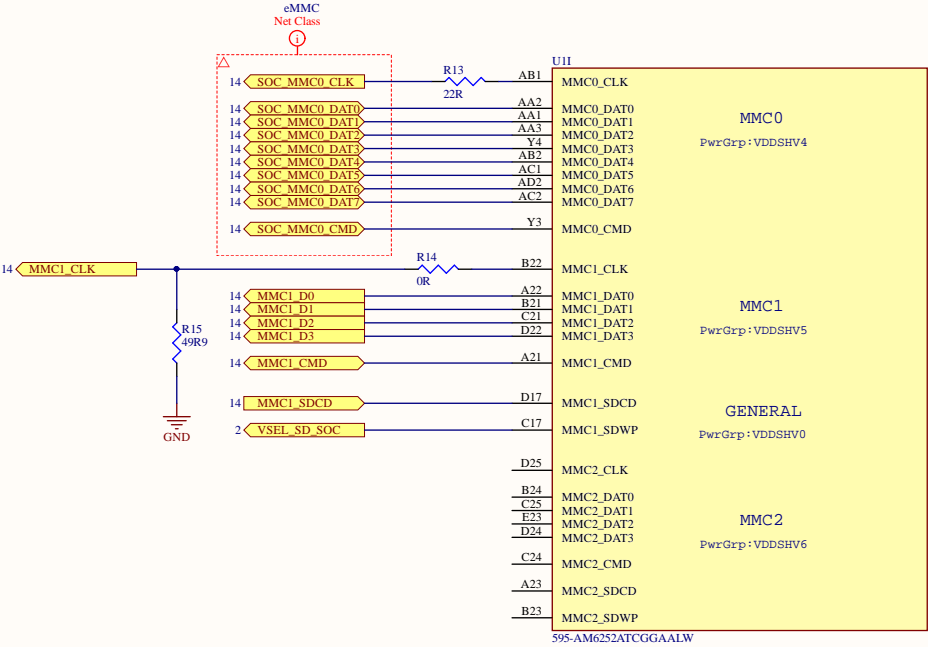 eMMC
Net Class
i
U1I
14 SOC_MMC0_CLK R13 22R AB1 MMC0_CLK
14 SOC_MMC0_DAT0 AA2 MMC0_DAT0
14 SOC_MMC0_DAT1 AA1 MMC0_DAT1
14 SOC_MMC0_DAT2 AA3 MMC0_DAT2
14 SOC_MMC0_DAT3 Y4 MMC0_DAT3
14 SOC_MMC0_DAT4 AB2 MMC0_DAT4
14 SOC_MMC0_DAT5 AC1 MMC0_DAT5
14 SOC_MMC0_DAT6 AD2 MMC0_DAT6
14 SOC_MMC0_DAT7 AC2 MMC0_DAT7
MMC0
PwrGrp:VDDSHV4
14 SOC_MMC0_CMD Y3 MMC0_CMD
14 MMC1_CLK R14 0R B22 MMC1_CLK
14 MMC1_D0 A22 MMC1_DAT0
14 MMC1_D1 B21 MMC1_DAT1
14 MMC1_D2 C21 MMC1_DAT2
14 MMC1_D3 D22 MMC1_DAT3
MMC1
PwrGrp:VDDSHV5
R15
49R9
GND
14 MMC1_CMD A21 MMC1_CMD
14 MMC1_SDCD D17 MMC1_SDCD
2 VSEL_SD_SOC C17 MMC1_SDWP
GENERAL
PwrGrp:VDDSHV0
D25 MMC2_CLK
B24 MMC2_DAT0
C25 MMC2_DAT1
E23 MMC2_DAT2
D24 MMC2_DAT3
MMC2
PwrGrp:VDDSHV6
C24 MMC2_CMD
A23 MMC2_SDCD
B23 MMC2_SDWP
595-AM6252ATCGGAALW